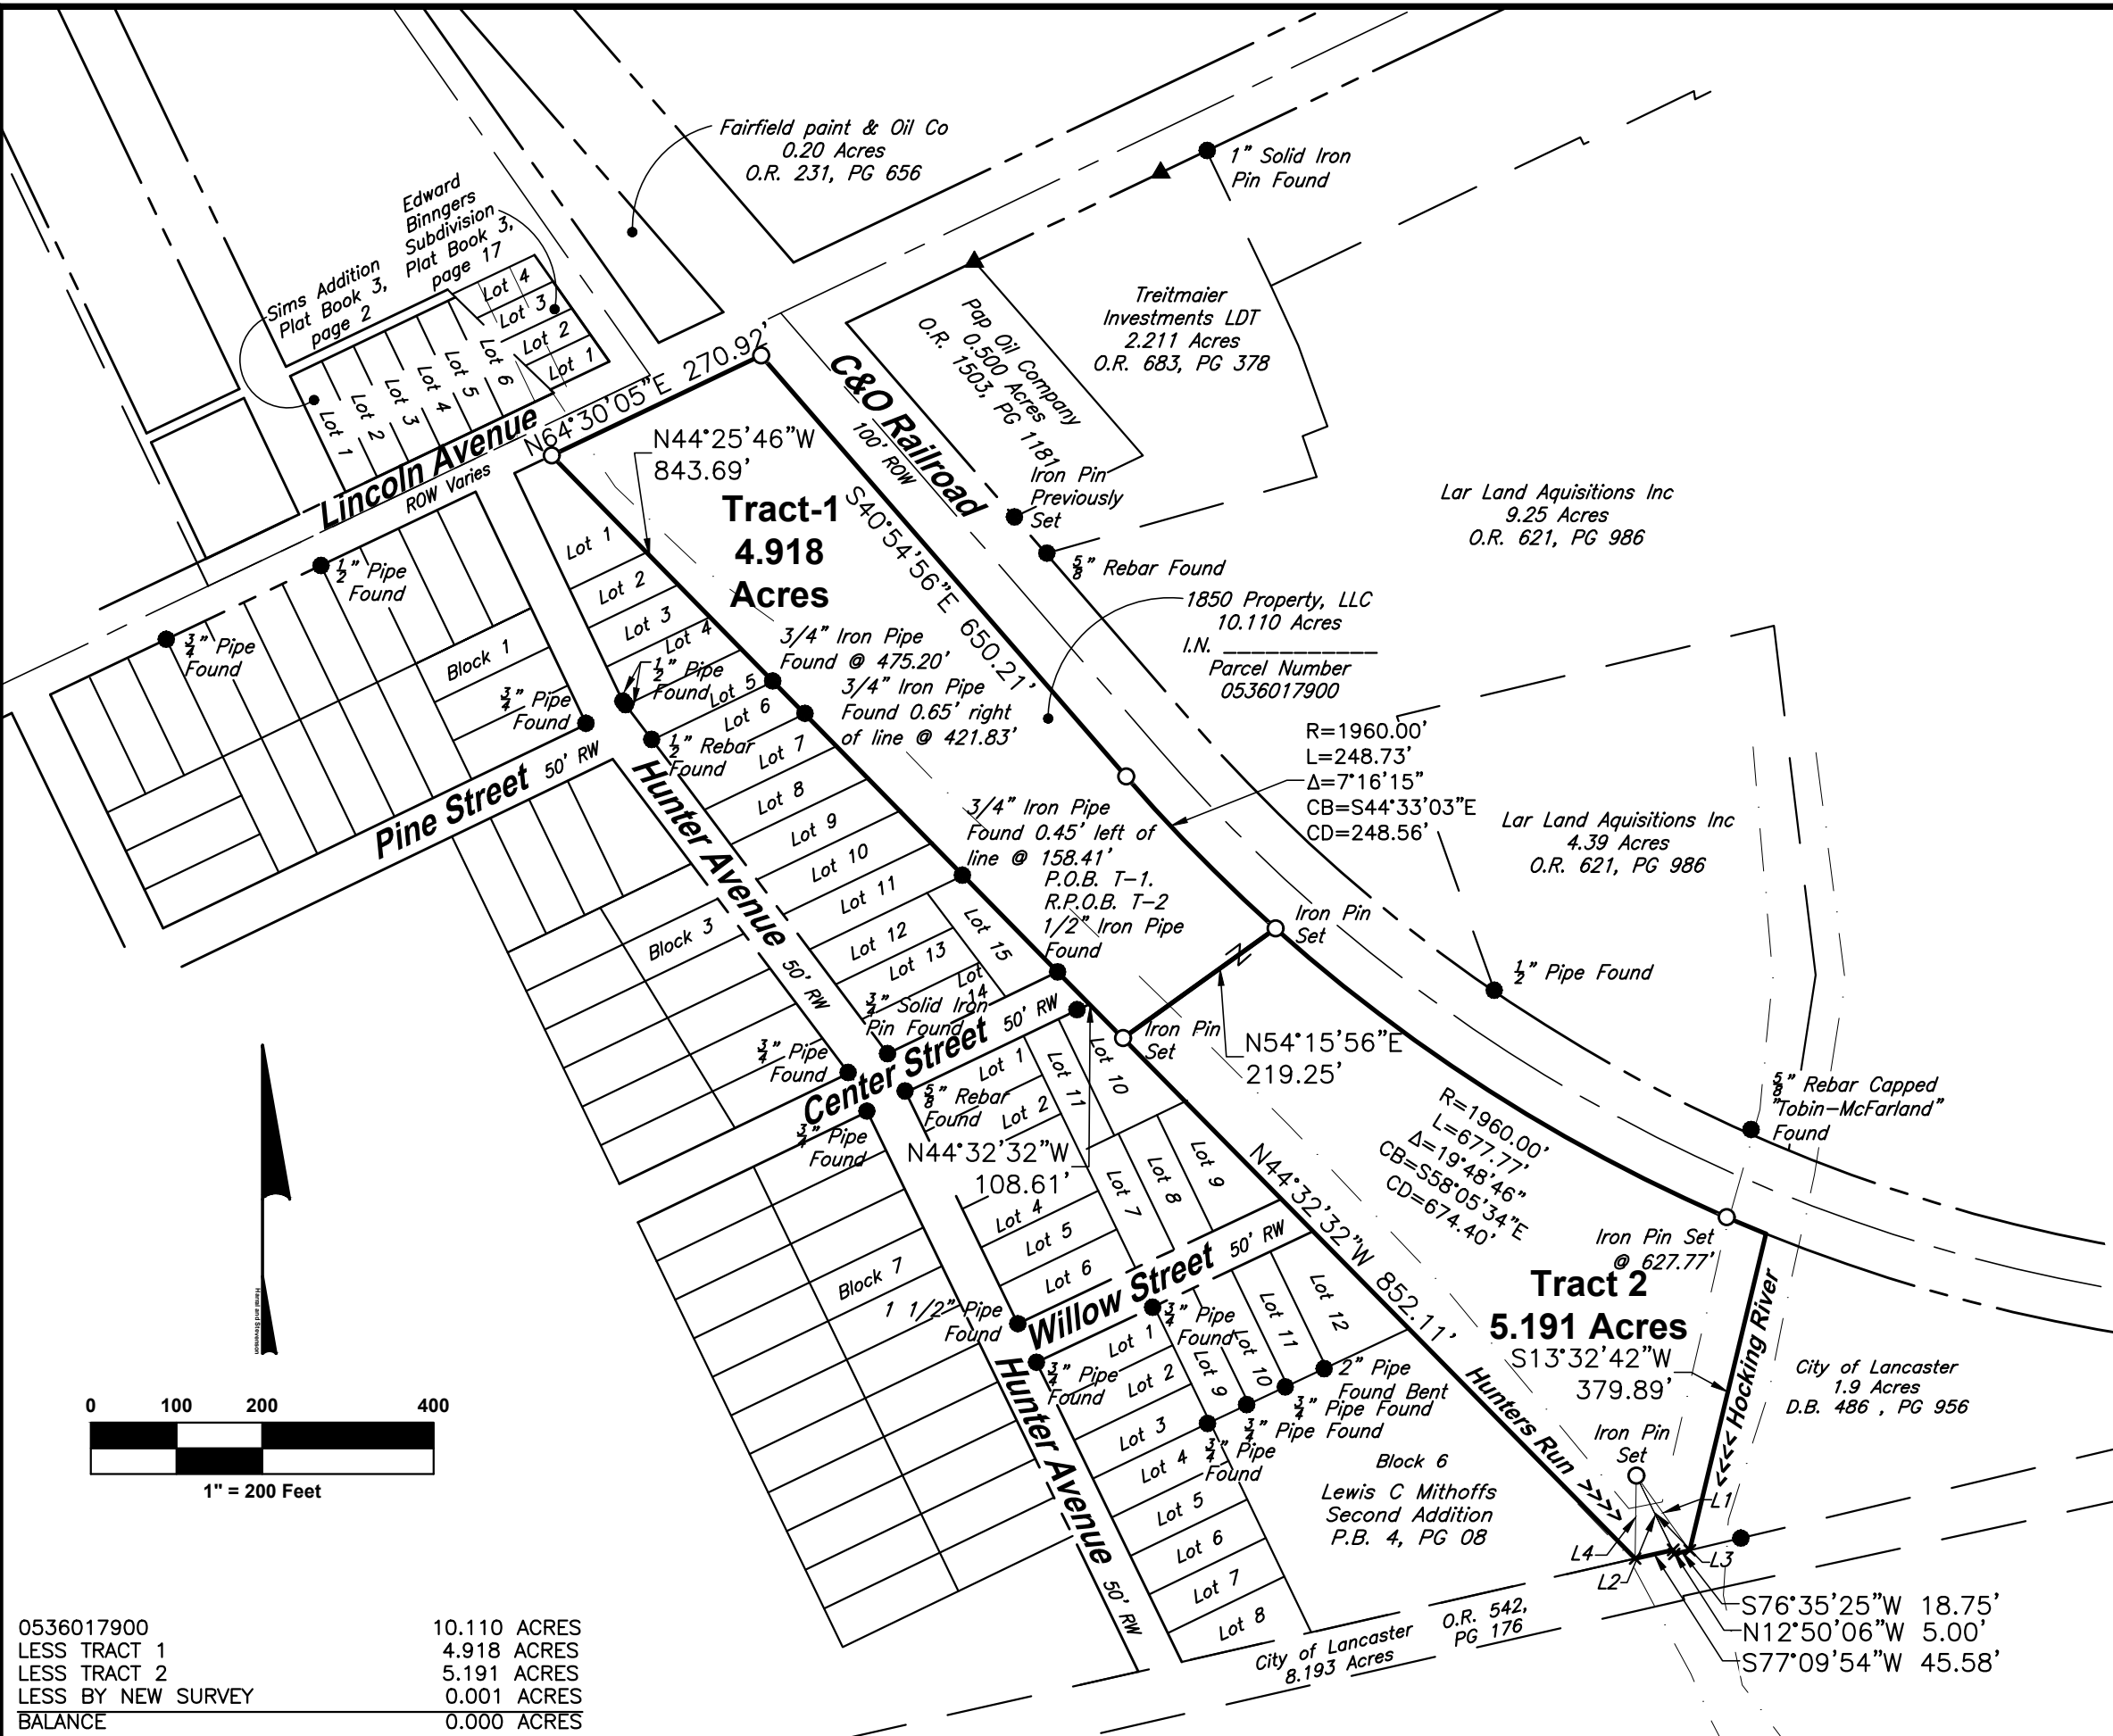 Fairfield paint & Oil Co
0.20 Acres
O.R. 231, PG 656
1" Solid Iron
Pin Found
Edward
Binngers
Subdivision
Plat Book 3,
page 17
Sims Addition
Plat Book 3,
page 2
Lot 4
Lot 3
Lot 2
Lot 1
Lot 1
Lot 2
Lot 3
Lot 4
Lot 5
Lot 6
Lincoln Avenue
ROW Varies
N64°30'05"E 270.92'
N44°25'46"W
843.69'
Tract-1
4.918
Acres
C&O Railroad
100' ROW
S40°54'56"E 650.21'
Pap Oil Company
0.500 Acres
O.R. 1503, PG 1181
Treitmaier
Investments LDT
2.211 Acres
O.R. 683, PG 378
Iron Pin
Previously
Set
5/8" Rebar Found
Lar Land Aquisitions Inc
9.25 Acres
O.R. 621, PG 986
1850 Property, LLC
10.110 Acres
I.N. ____________
Parcel Number
0536017900
R=1960.00'
L=248.73'
Δ=7°16'15"
CB=S44°33'03"E
CD=248.56'
Lar Land Aquisitions Inc
4.39 Acres
O.R. 621, PG 986
1/2" Pipe
Found
3/4" Pipe
Found
Block 1
3/4" Pipe
Found
Pine Street 50' RW
Lot 1
Lot 2
Lot 3
Lot 4
1/2" Pipe
Found
Lot 5
Lot 6
1/2" Rebar
Found
Lot 7
Lot 8
Lot 9
Lot 10
Lot 11
Lot 12
Lot 13
Lot
14
Lot 15
3/4" Iron Pipe
Found @ 475.20'
3/4" Iron Pipe
Found 0.65' right
of line @ 421.83'
3/4" Iron Pipe
Found 0.45' left of
line @ 158.41'
P.O.B. T-1.
R.P.O.B. T-2
1/2" Iron Pipe
Found
Hunter Avenue 50' RW
Block 3
3/4" Solid Iron
Pin Found
3/4" Pipe
Found
Center Street 50' RW
5/8" Rebar
Found
3/4" Pipe
Found
Iron Pin
Set
Iron Pin
Set
N54°15'56"E
219.25'
1/2" Pipe Found
5/8" Rebar Capped
"Tobin-McFarland"
Found
R=1960.00'
L=677.77'
Δ=19°48'46"
CB=S58°05'34"E
CD=674.40'
Lot 1
Lot 2
Lot 11
Lot 10
N44°32'32"W
108.61'
Lot 4
Lot 5
Lot 6
Lot 7
Lot 8
Lot 9
N44°32'32"W 852.11'
Iron Pin Set
@ 627.77'
Tract 2
5.191 Acres
S13°32'42"W
379.89'
<<<< Hocking River
City of Lancaster
1.9 Acres
D.B. 486 , PG 956
Block 7
1 1/2" Pipe
Found
Willow Street 50' RW
3/4" Pipe
Found
3/4" Pipe
Found
Lot 1
Lot 2
Lot 3
Lot 4
Lot 5
Lot 6
Lot 7
Lot 8
Lot 9
Lot 10
Lot 11
Lot 12
2" Pipe
Found Bent
3/4" Pipe Found
3/4" Pipe Found
3/4" Pipe
Found
Hunter Avenue 50' RW
Hunters Run >>>>
Iron Pin
Set
Block 6
Lewis C Mithoffs
Second Addition
P.B. 4, PG 08
L1
L4
L2
L3
S76°35'25"W 18.75'
N12°50'06"W 5.00'
S77°09'54"W 45.58'
O.R. 542,
PG 176
City of Lancaster
8.193 Acres
0 100 200 400
1" = 200 Feet
0536017900 10.110 ACRES
LESS TRACT 1 4.918 ACRES
LESS TRACT 2 5.191 ACRES
LESS BY NEW SURVEY 0.001 ACRES
BALANCE 0.000 ACRES